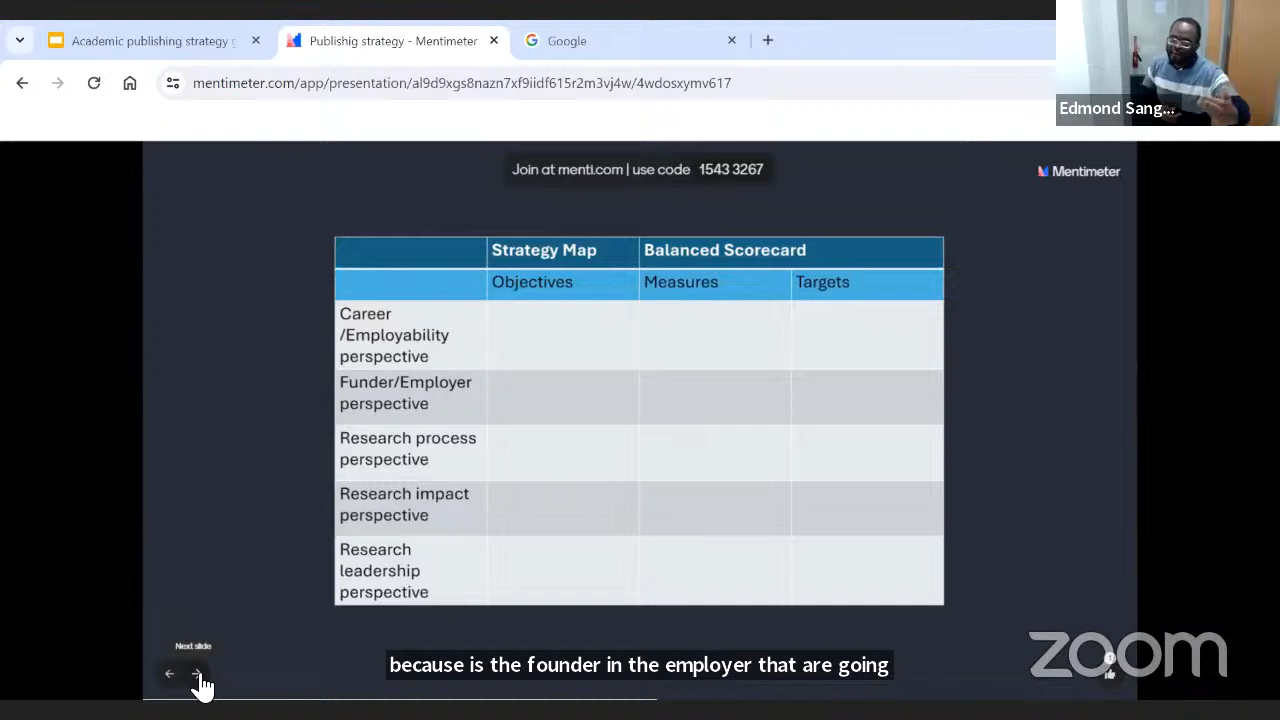 Academic publishing strategy g
Publishig strategy - Mentimeter
Google
mentimeter.com/app/presentation/al9d9xgs8nazn7xf9iidf615r2m3vj4w/4wdosxymv617
Edmond Sang...
Join at menti.com | use code 1543 3267
Mentimeter
Strategy Map
Balanced Scorecard
Objectives
Measures
Targets
Career
/Employability
perspective
Funder/Employer
perspective
Research process
perspective
Research impact
perspective
Research
leadership
perspective
Next slide
because is the founder in the employer that are going
zoom